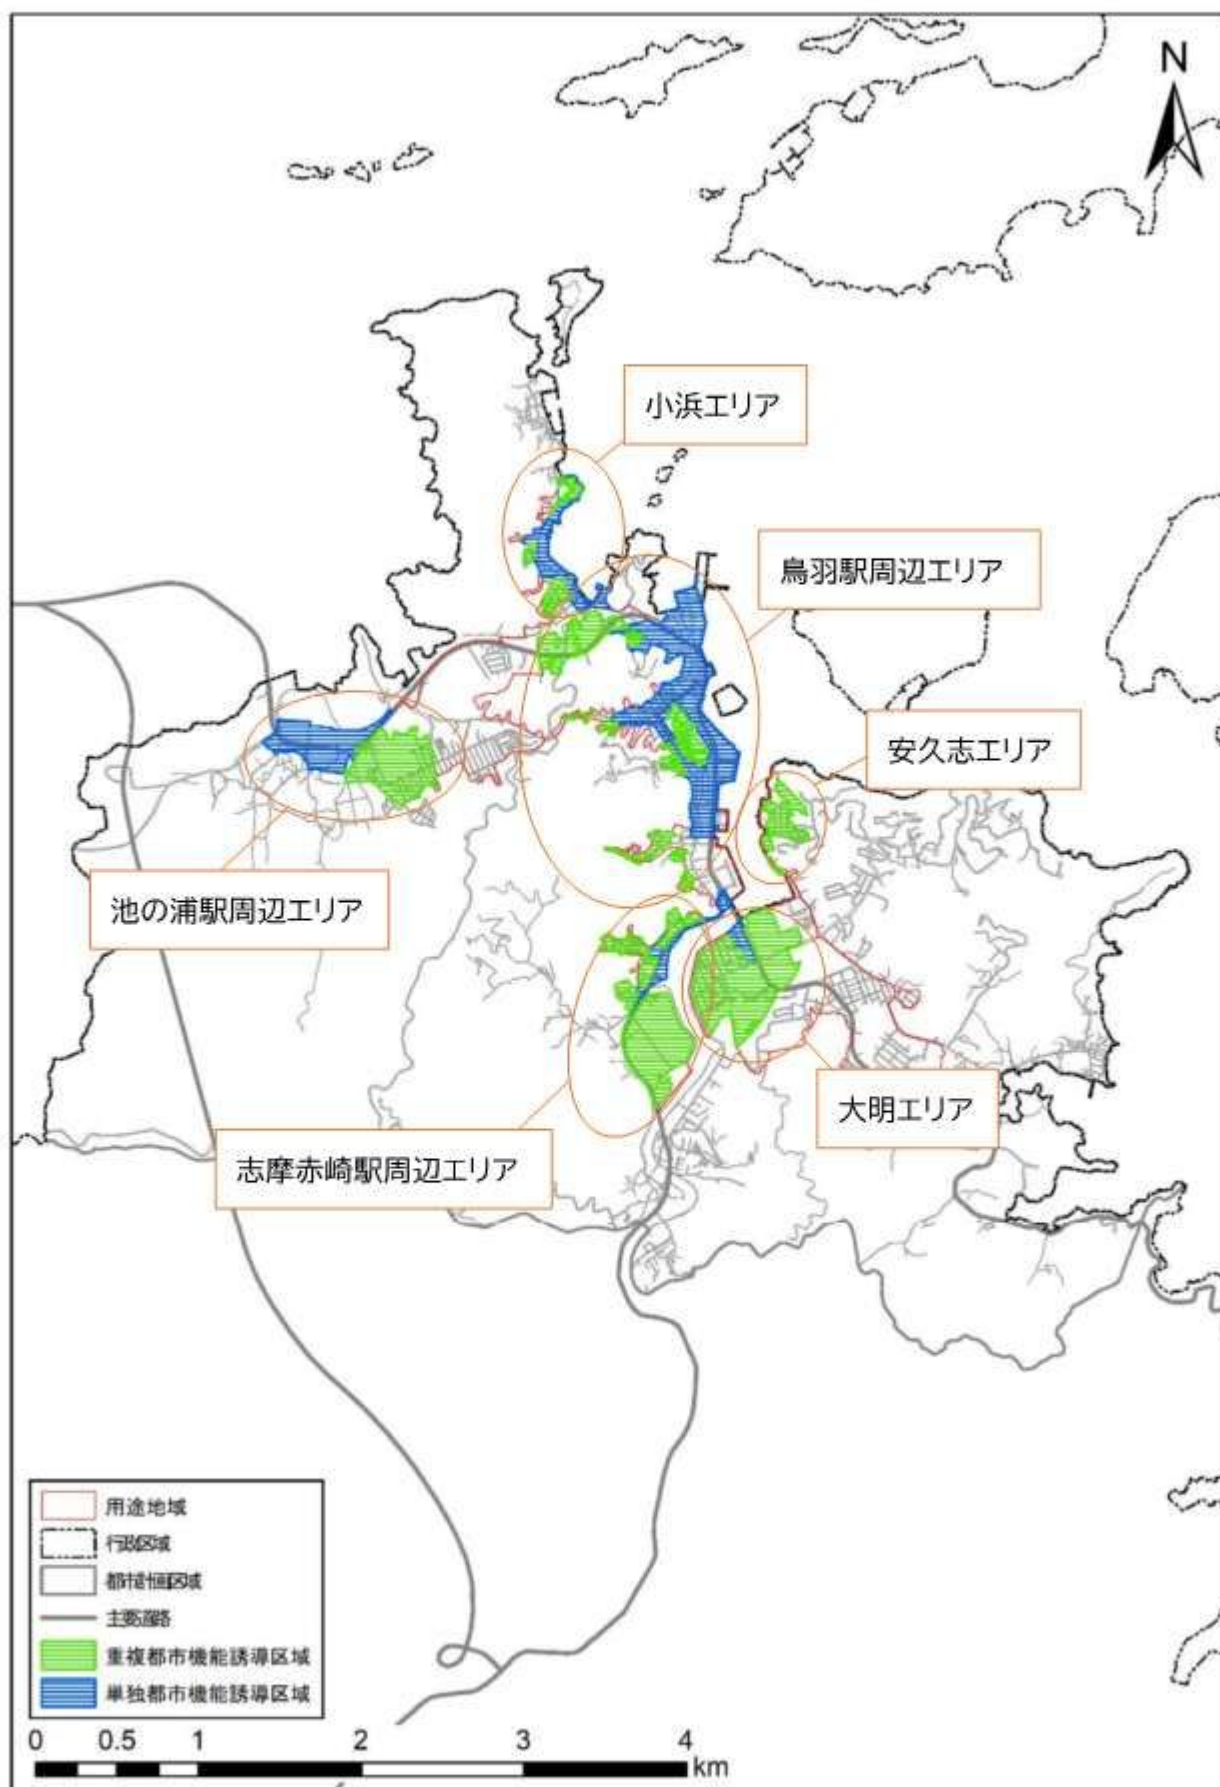 N
小浜エリア
鳥羽駅周辺エリア
安久志エリア
池の浦駅周辺エリア
大明エリア
志摩赤崎駅周辺エリア
用途地域
行政区域
都市計画区域
主要道路
重複都市機能誘導区域
単独都市機能誘導区域
0 0.5 1 2 3 4
km